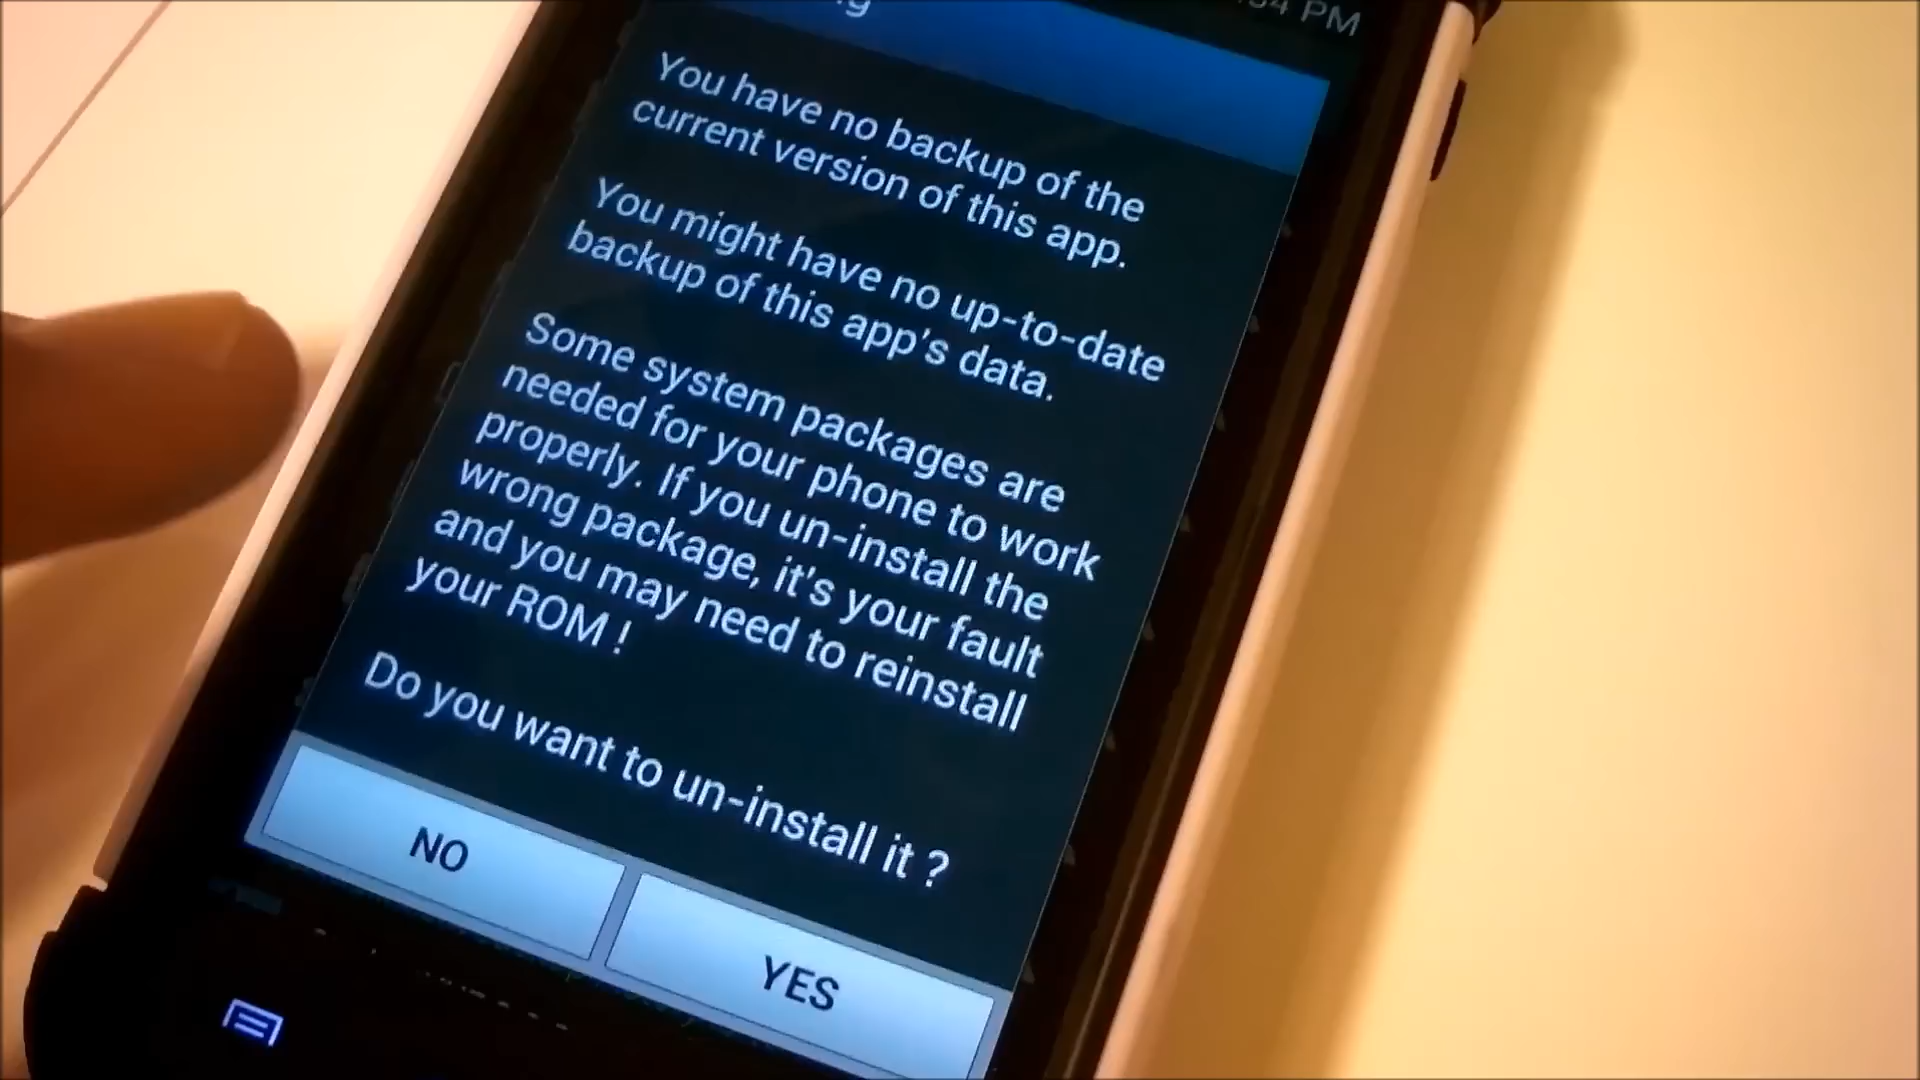 PM
You have no backup of the
current version of this app.
You might have no up-to-date
backup of this app's data.
Some system packages are
needed for your phone to work
properly. If you un-install the
wrong package, it's your fault
and you may need to reinstall
your ROM !
Do you want to un-install it ?
NO
YES